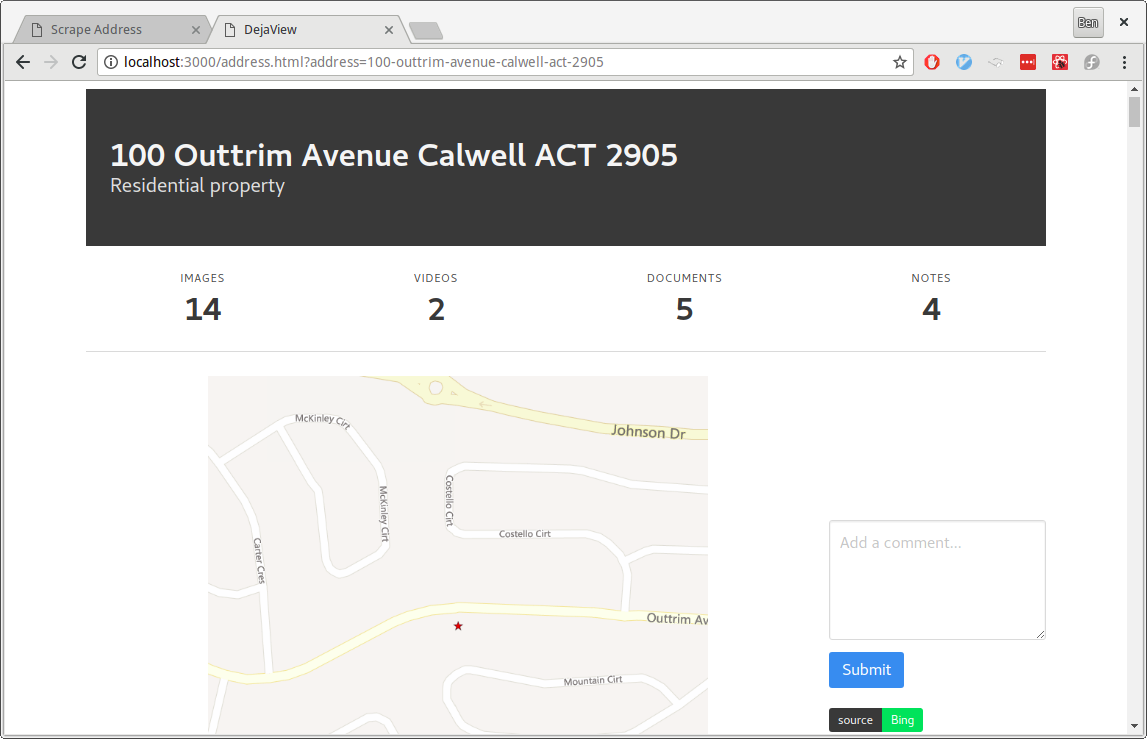 Scrape Address
DejaView
Ben
localhost:3000/address.html?address=100-outtrim-avenue-calwell-act-2905
100 Outtrim Avenue Calwell ACT 2905
Residential property
IMAGES
VIDEOS
DOCUMENTS
NOTES
14
2
5
4
McKinley Cirt
Johnson Dr
McKinley Cirt
Costello Cirt
Costello Cirt
Carter Cres
Outtrim Av
Mountain Cirt
Add a comment...
Submit
source
Bing